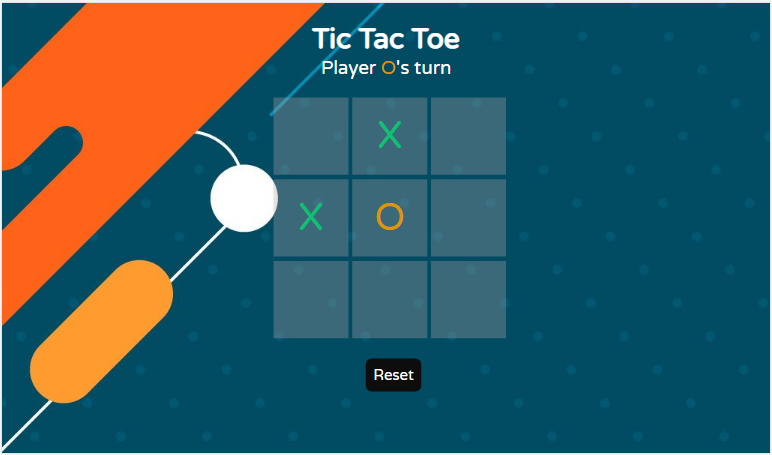 Tic Tac Toe
Player O's turn
X
X O
Reset